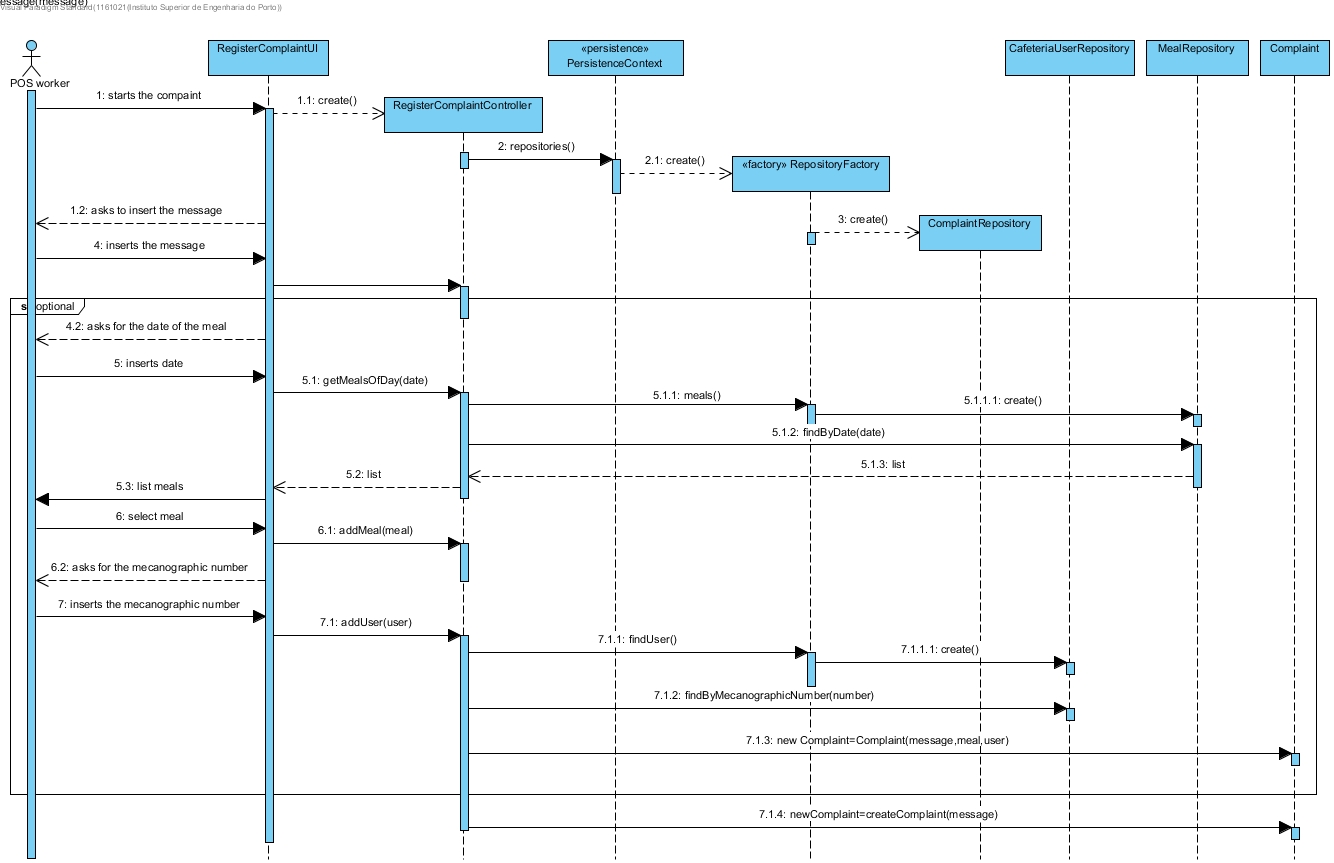 essage(message)
Visual Paradigm Standard(1161021(Instituto Superior de Engenharia do Porto))
RegisterComplaintUI
«persistence»
PersistenceContext
CafeteriaUserRepository
MealRepository
Complaint
POS worker
1: starts the compaint
1.1: create()
RegisterComplaintController
2: repositories()
2.1: create()
«factory» RepositoryFactory
1.2: asks to insert the message
3: create()
ComplaintRepository
4: inserts the message
optional
4.2: asks for the date of the meal
5: inserts date
5.1: getMealsOfDay(date)
5.1.1: meals()
5.1.1.1: create()
5.1.2: findByDate(date)
5.1.3: list
5.2: list
5.3: list meals
6: select meal
6.1: addMeal(meal)
6.2: asks for the mecanographic number
7: inserts the mecanographic number
7.1: addUser(user)
7.1.1: findUser()
7.1.1.1: create()
7.1.2: findByMecanographicNumber(number)
7.1.3: new Complaint=Complaint(message,meal,user)
7.1.4: newComplaint=createComplaint(message)